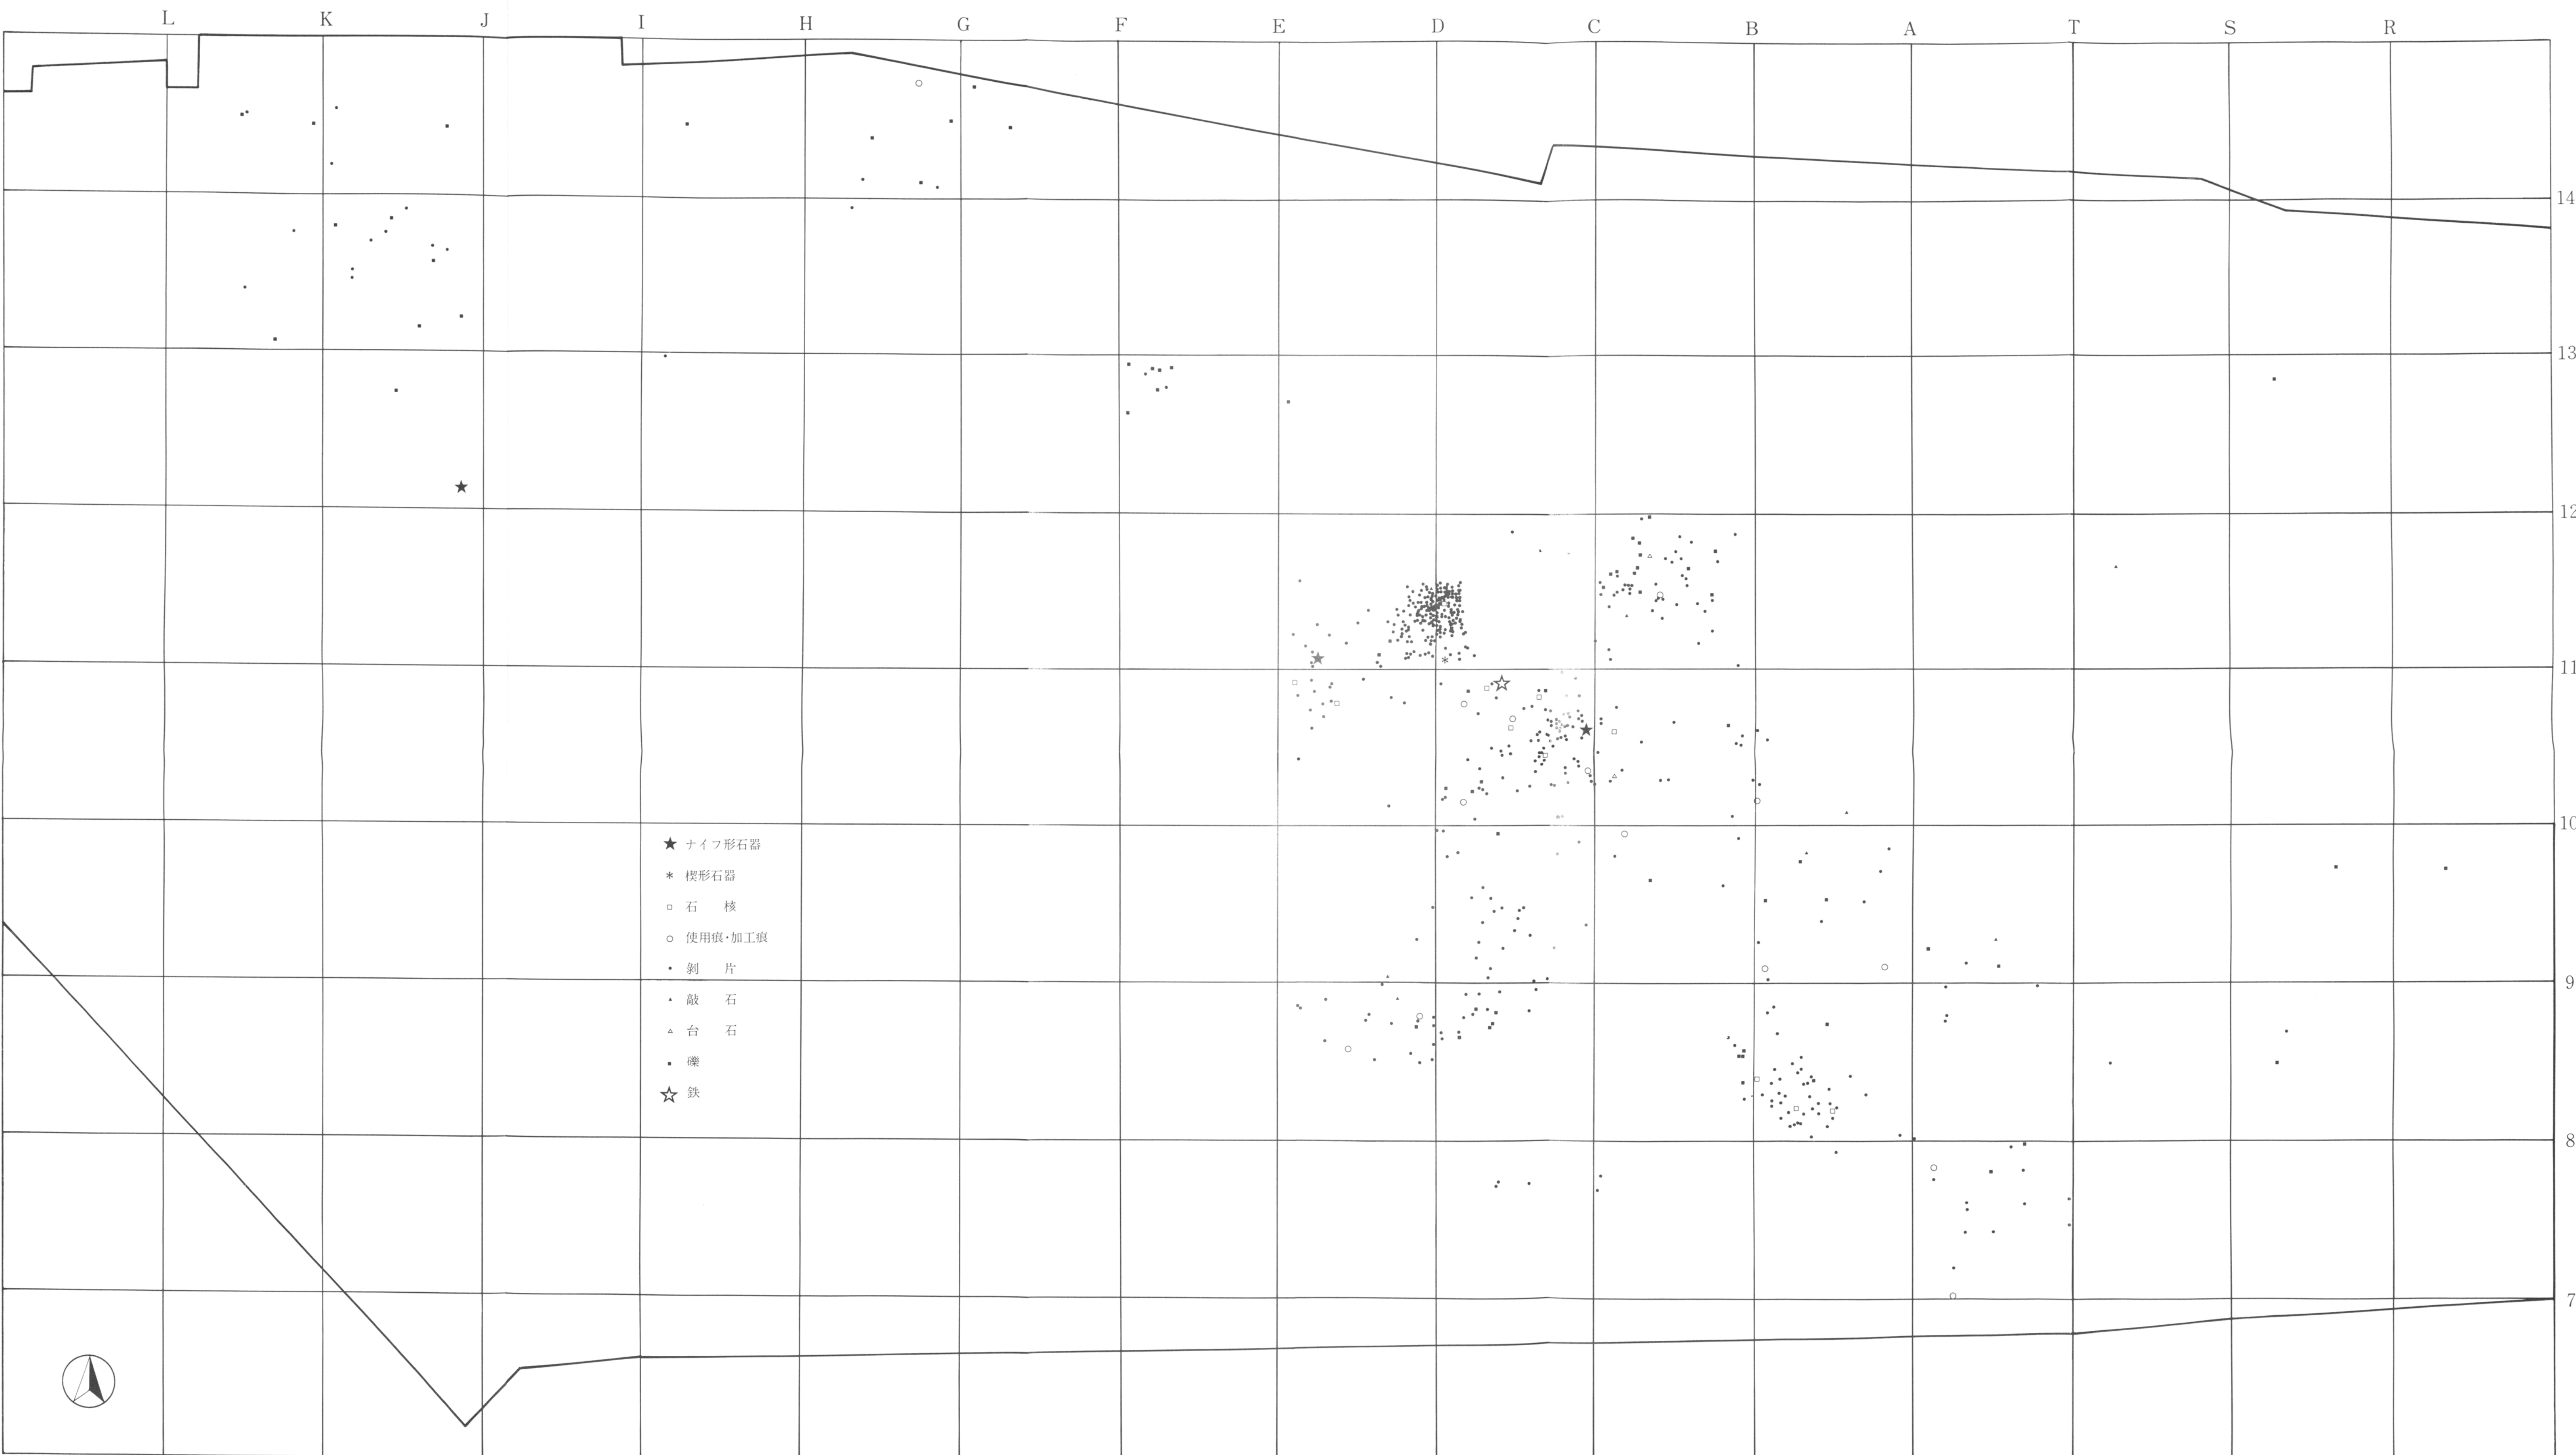 L K J I H G F E D C B A T S R
14
13
12
11
10
9
8
7
★ ナイフ形石器
* 楔形石器
□ 石 核
○ 使用痕・加工痕
• 剝 片
▲ 敲 石
△ 台 石
■ 礫
☆ 鉄